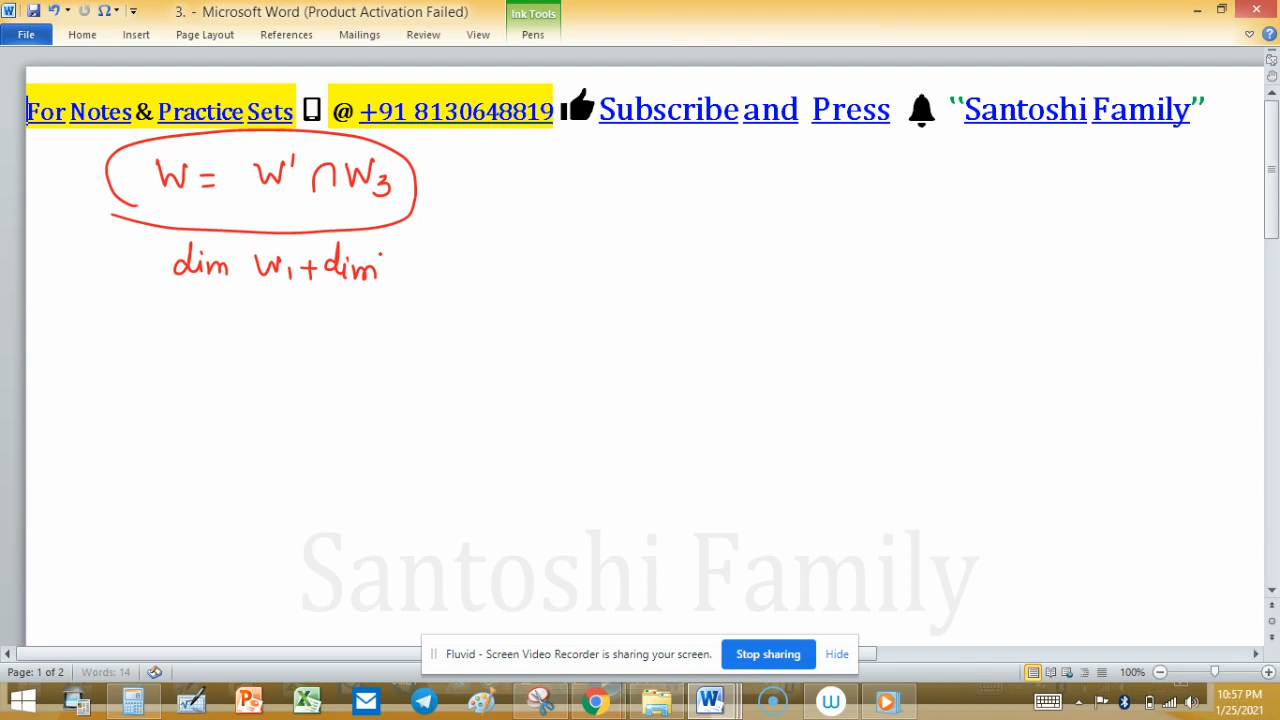 3. - Microsoft Word (Product Activation Failed)
Ink Tools
File Home Insert Page Layout References Mailings Review View Pens
For Notes & Practice Sets @ +91 8130648819 Subscribe and Press "Santoshi Family"
W = W' ∩ W3
dim W1 + dim
Santoshi Family
Fluvid - Screen Video Recorder is sharing your screen. Stop sharing Hide
Page: 1 of 2 Words: 14 100%
10:57 PM
1/25/2021